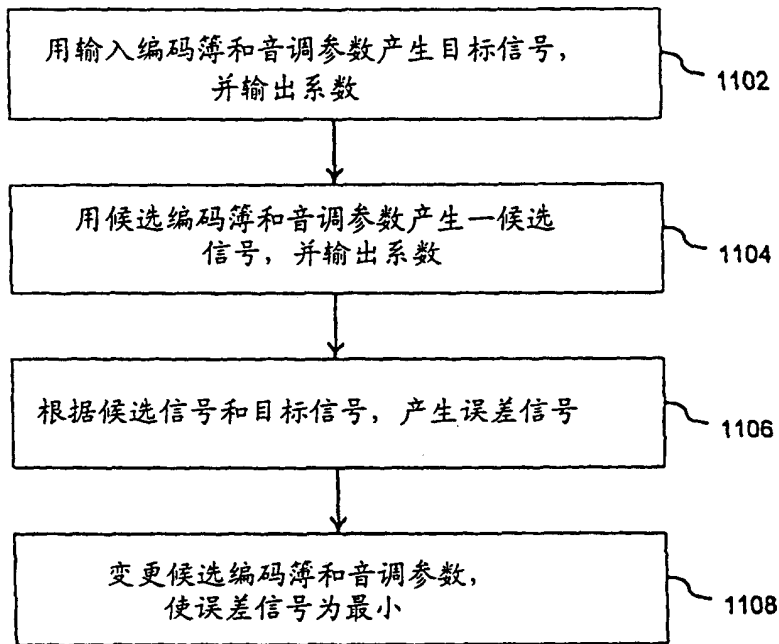 用输入编码簿和音调参数产生目标信号，
并输出系数
1102
用候选编码簿和音调参数产生一候选
信号，并输出系数
1104
根据候选信号和目标信号，产生误差信号
1106
变更候选编码簿和音调参数，
使误差信号为最小
1108